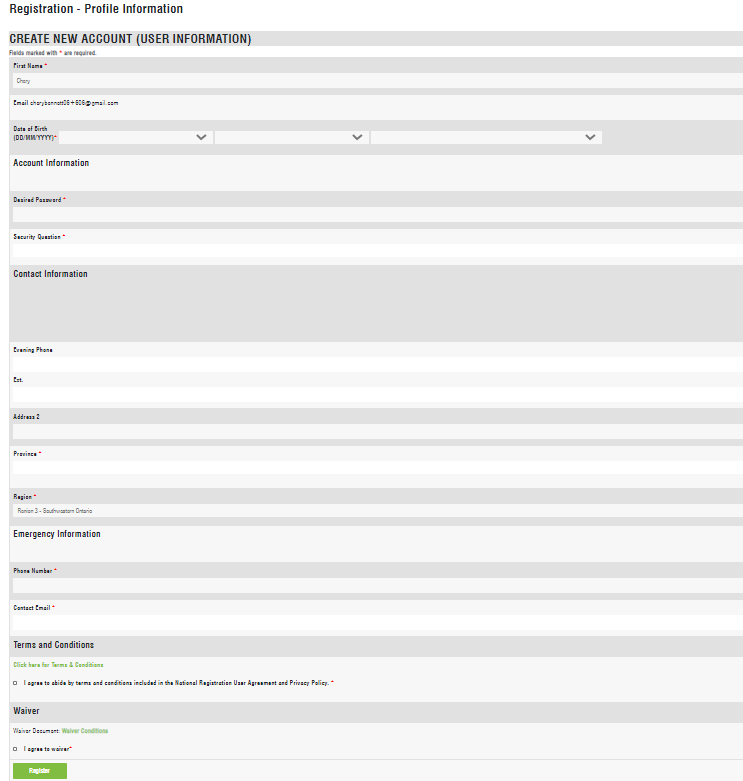 Registration - Profile Information
CREATE NEW ACCOUNT (USER INFORMATION)
Fields marked with * are required.
First Name *
Chery
Email cherybennett06+606@gmail.com
Date of Birth
(DD/MM/YYYY)*
Account Information
Desired Password *
Security Question *
Contact Information
Evening Phone
Ext.
Address 2
Province *
Region *
Region 3 - Southwestern Ontario
Emergency Information
Phone Number *
Contact Email *
Terms and Conditions
Click here for Terms & Conditions
I agree to abide by terms and conditions included in the National Registration User Agreement and Privacy Policy. *
Waiver
Waiver Document: Waiver Conditions
I agree to waiver*
Register